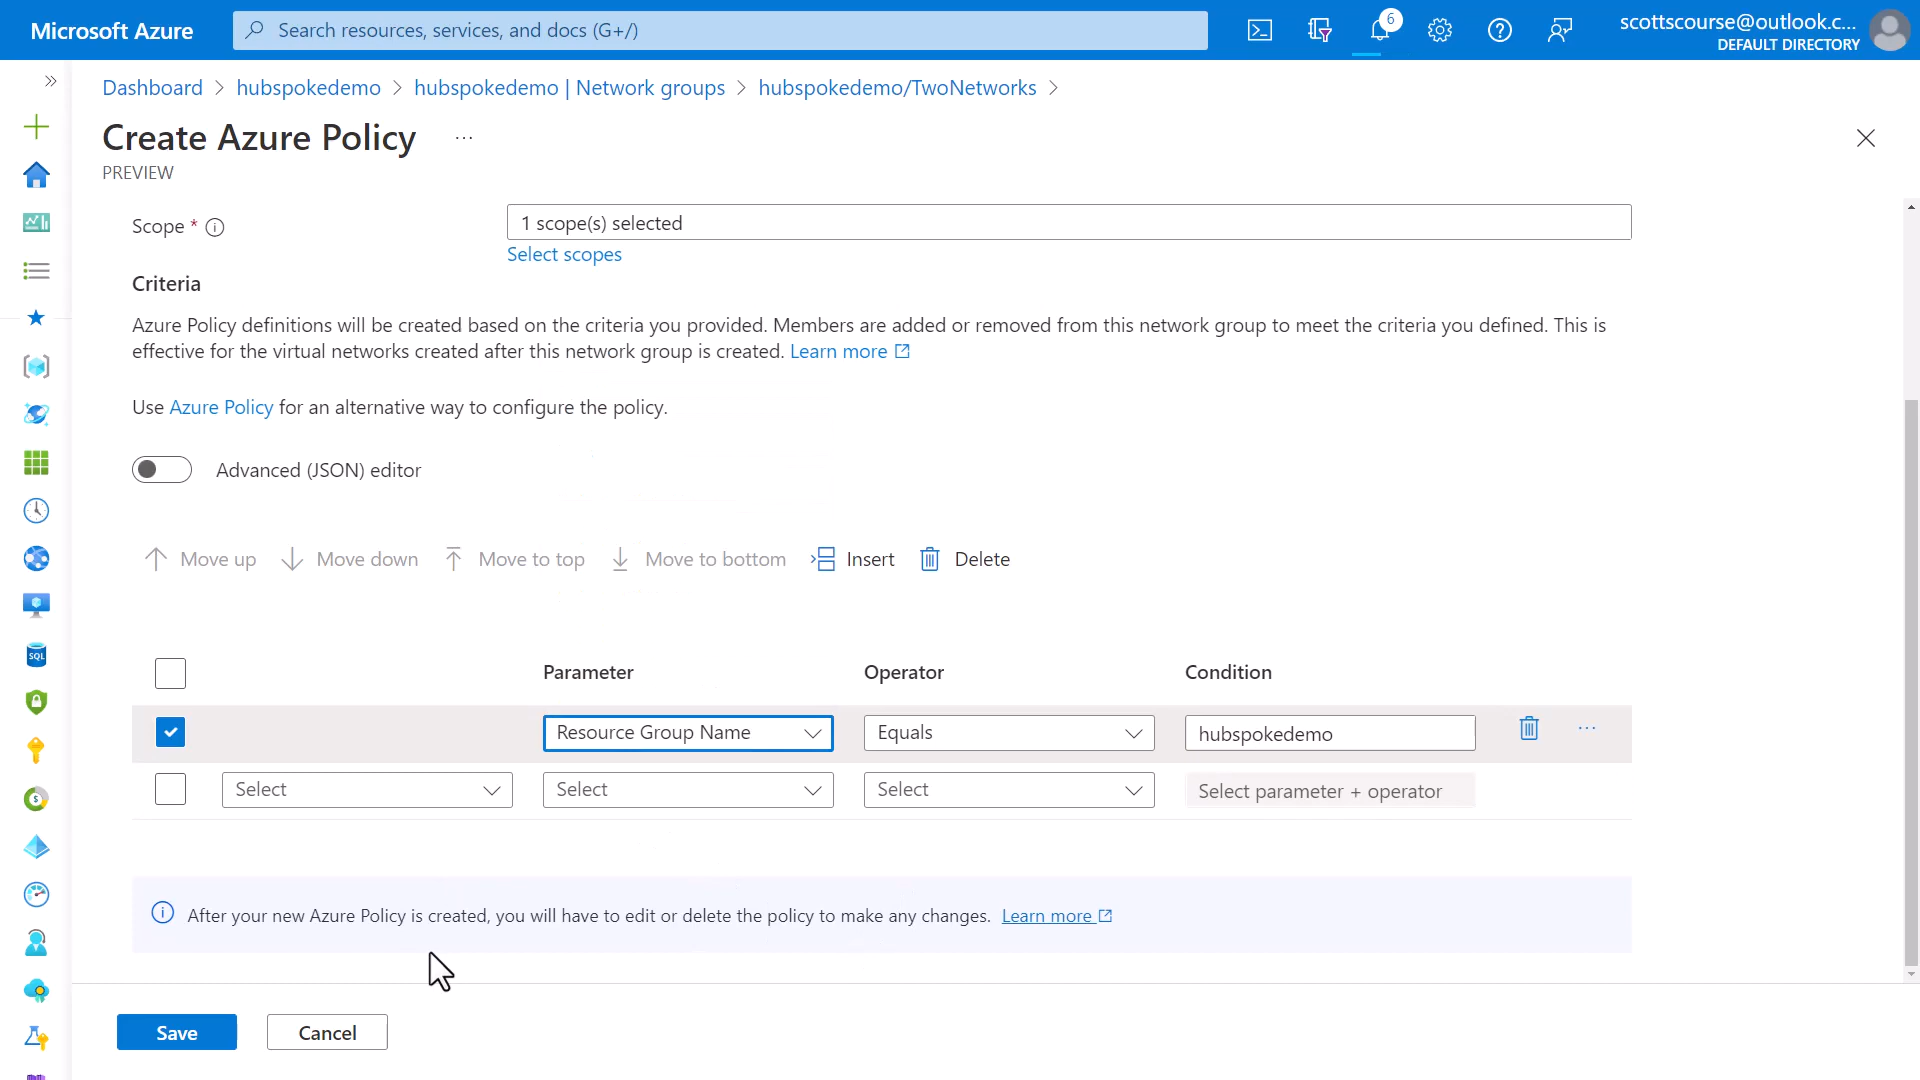 Microsoft Azure
Search resources, services, and docs (G+/)
6
scottscourse@outlook.c...
DEFAULT DIRECTORY
Dashboard > hubspokedemo > hubspokedemo | Network groups > hubspokedemo/TwoNetworks >
Create Azure Policy ...
PREVIEW
Scope *
1 scope(s) selected
Select scopes
Criteria
Azure Policy definitions will be created based on the criteria you provided. Members are added or removed from this network group to meet the criteria you defined. This is
effective for the virtual networks created after this network group is created. Learn more
Use Azure Policy for an alternative way to configure the policy.
Advanced (JSON) editor
Move up Move down Move to top Move to bottom Insert Delete
Parameter Operator Condition
Resource Group Name Equals hubspokedemo ...
Select Select Select Select parameter + operator
After your new Azure Policy is created, you will have to edit or delete the policy to make any changes. Learn more
Save Cancel
SQL